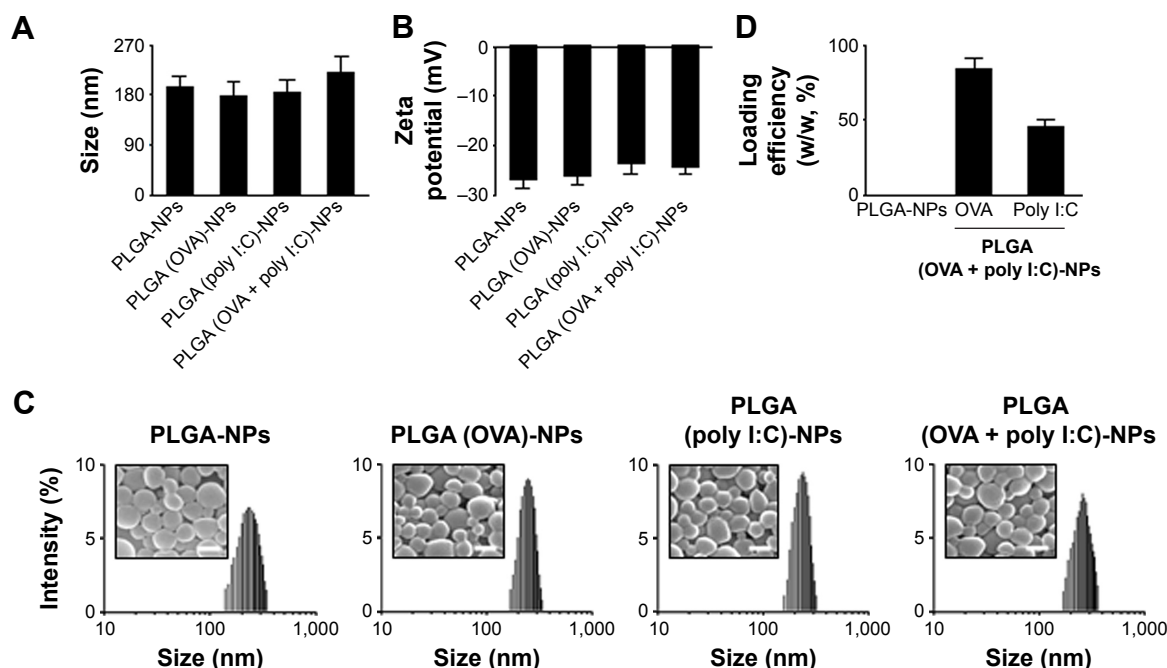 A
Size (nm)
270
180
90
0
PLGA-NPs
PLGA (OVA)-NPs
PLGA (poly I:C)-NPs
PLGA (OVA + poly I:C)-NPs
B
Zeta
potential (mV)
0
–10
–20
–30
PLGA-NPs
PLGA (OVA)-NPs
PLGA (poly I:C)-NPs
PLGA (OVA + poly I:C)-NPs
D
Loading
efficiency
(w/w, %)
100
50
0
PLGA-NPs OVA Poly I:C
PLGA
(OVA + poly I:C)-NPs
C
PLGA-NPs
Intensity (%)
10
5
0
10 100 1,000
Size (nm)
PLGA (OVA)-NPs
10
5
0
10 100 1,000
Size (nm)
PLGA
(poly I:C)-NPs
10
5
0
10 100 1,000
Size (nm)
PLGA
(OVA + poly I:C)-NPs
10
5
0
10 100 1,000
Size (nm)